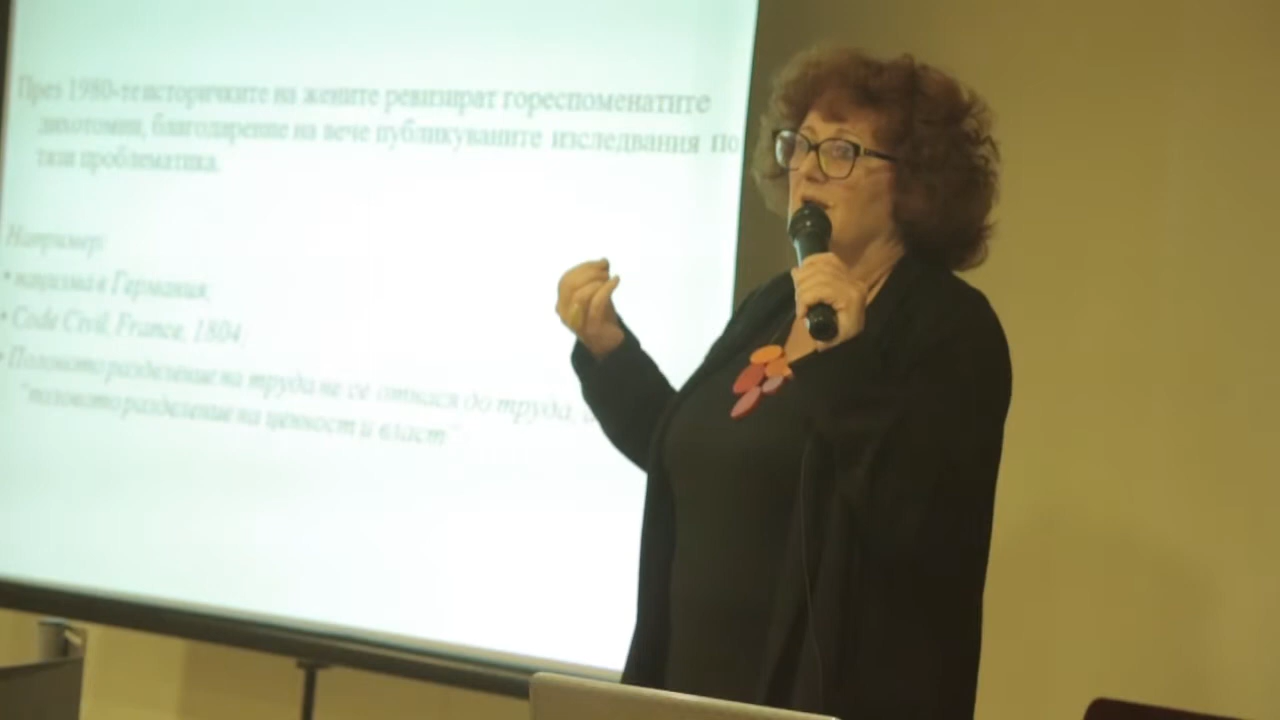 През 1980-те историчките на жените ревизират гореспоменатите
дихотомии, благодарение на вече публикуваните изследвания по
тази проблематика.
Например:
• нацизма в Германия;
• Code Civil, France, 1804;
• Половото разделение на труда не се отнася до труда,
"половото разделение на ценност и власт"